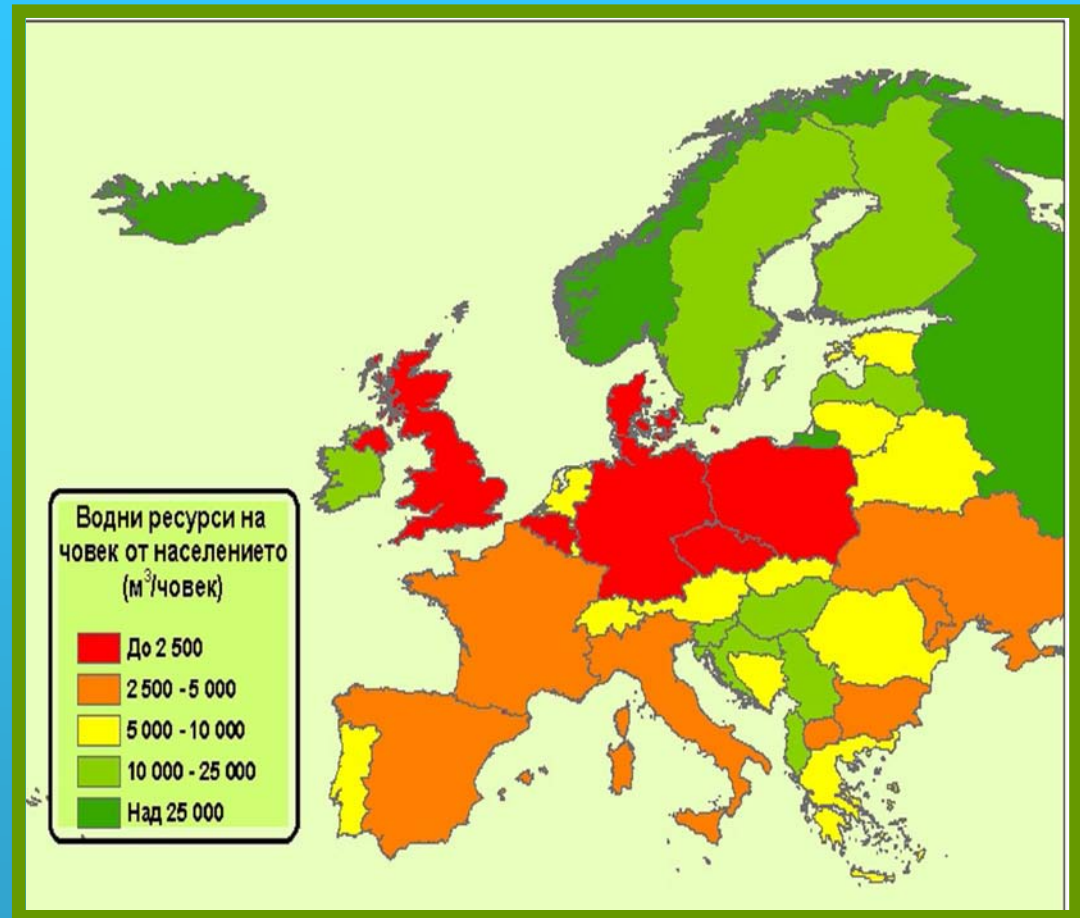 Водни ресурси на
човек от населението
(м³/човек)
До 2 500
2 500 - 5 000
5 000 - 10 000
10 000 - 25 000
Над 25 000